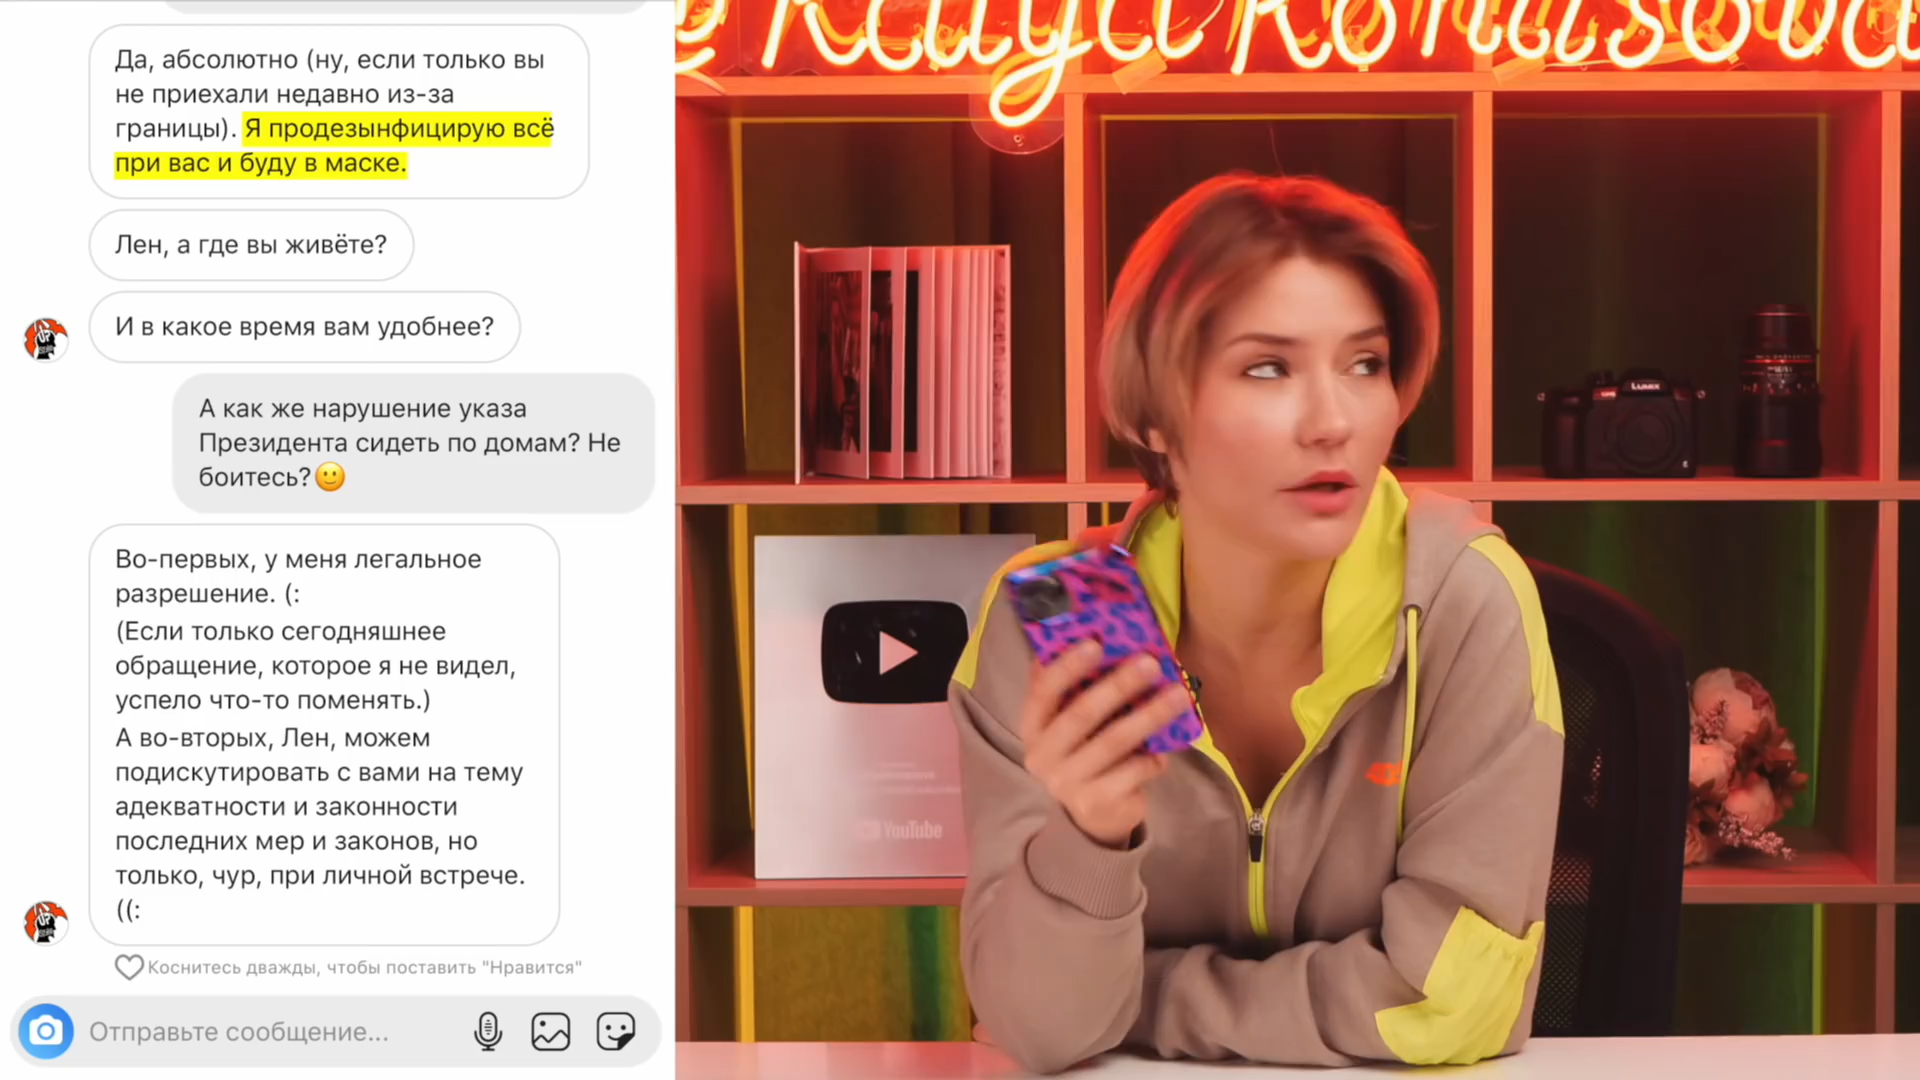 Да, абсолютно (ну, если только вы
не приехали недавно из-за
границы). Я продезынфицирую всё
при вас и буду в маске.
Лен, а где вы живёте?
И в какое время вам удобнее?
А как же нарушение указа
Президента сидеть по домам? Не
боитесь?🙂
Во-первых, у меня легальное
разрешение. (:
(Если только сегодняшнее
обращение, которое я не видел,
успело что-то поменять.)
А во-вторых, Лен, можем
подискутировать с вами на тему
адекватности и законности
последних мер и законов, но
только, чур, при личной встрече.
((:
Коснитесь дважды, чтобы поставить "Нравится"
Отправьте сообщение...
LUMIX
YouTube